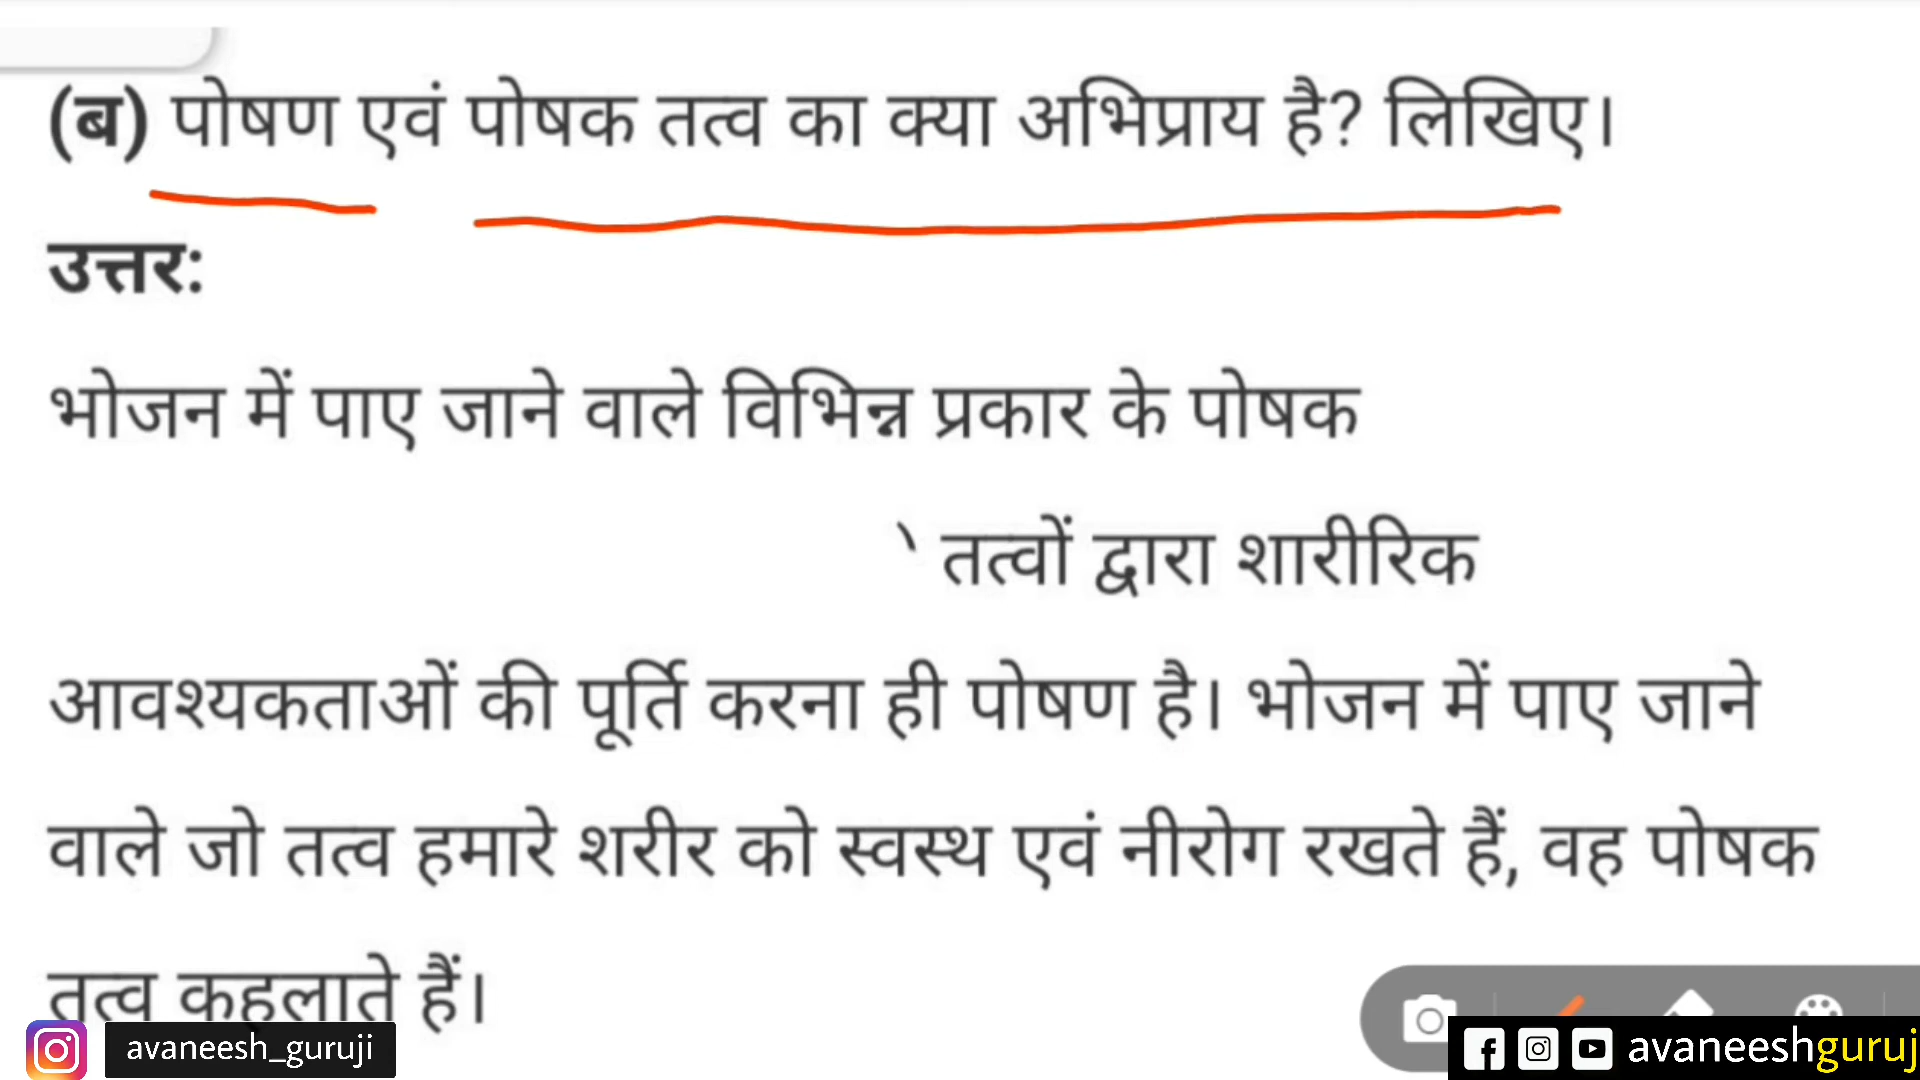 (ब) पोषण एवं पोषक तत्व का क्या अभिप्राय है? लिखिए।
उत्तर:
भोजन में पाए जाने वाले विभिन्न प्रकार के पोषक
तत्वों द्वारा शारीरिक
आवश्यकताओं की पूर्ति करना ही पोषण है। भोजन में पाए जाने
वाले जो तत्व हमारे शरीर को स्वस्थ एवं नीरोग रखते हैं, वह पोषक
तत्व कहलाते हैं।
avaneesh_guruji
avaneeshguruj